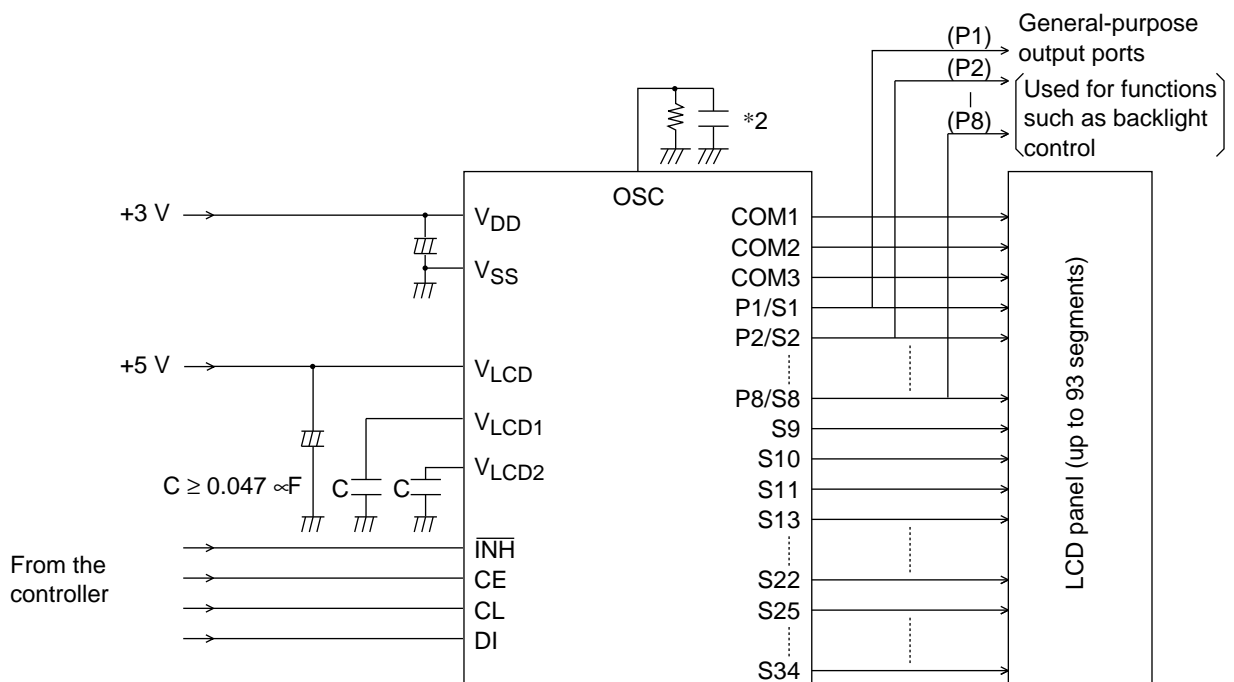 (P1)
General-purpose
output ports
(P2)
(P8)
Used for functions
such as backlight
control
*2
OSC
+3 V
VDD
VSS
+5 V
VLCD
VLCD1
VLCD2
C ≥ 0.047 ∝F
C
C
From the
controller
INH
CE
CL
DI
COM1
COM2
COM3
P1/S1
P2/S2
P8/S8
S9
S10
S11
S13
S22
S25
S34
LCD panel (up to 93 segments)